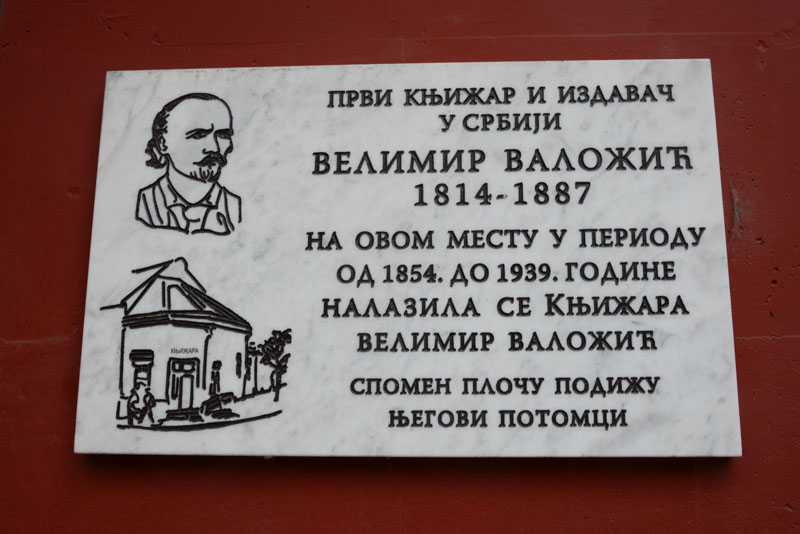 ПРВИ КЊИЖАР И ИЗДАВАЧ
У СРБИЈИ
ВЕЛИМИР ВАЛОЖИЋ
1814-1887
НА ОВОМ МЕСТУ У ПЕРИОДУ
ОД 1854. ДО 1939. ГОДИНЕ
НАЛАЗИЛА СЕ КЊИЖАРА
ВЕЛИМИР ВАЛОЖИЋ
СПОМЕН ПЛОЧУ ПОДИЖУ
ЊЕГОВИ ПОТОМЦИ
КЊИЖАРА